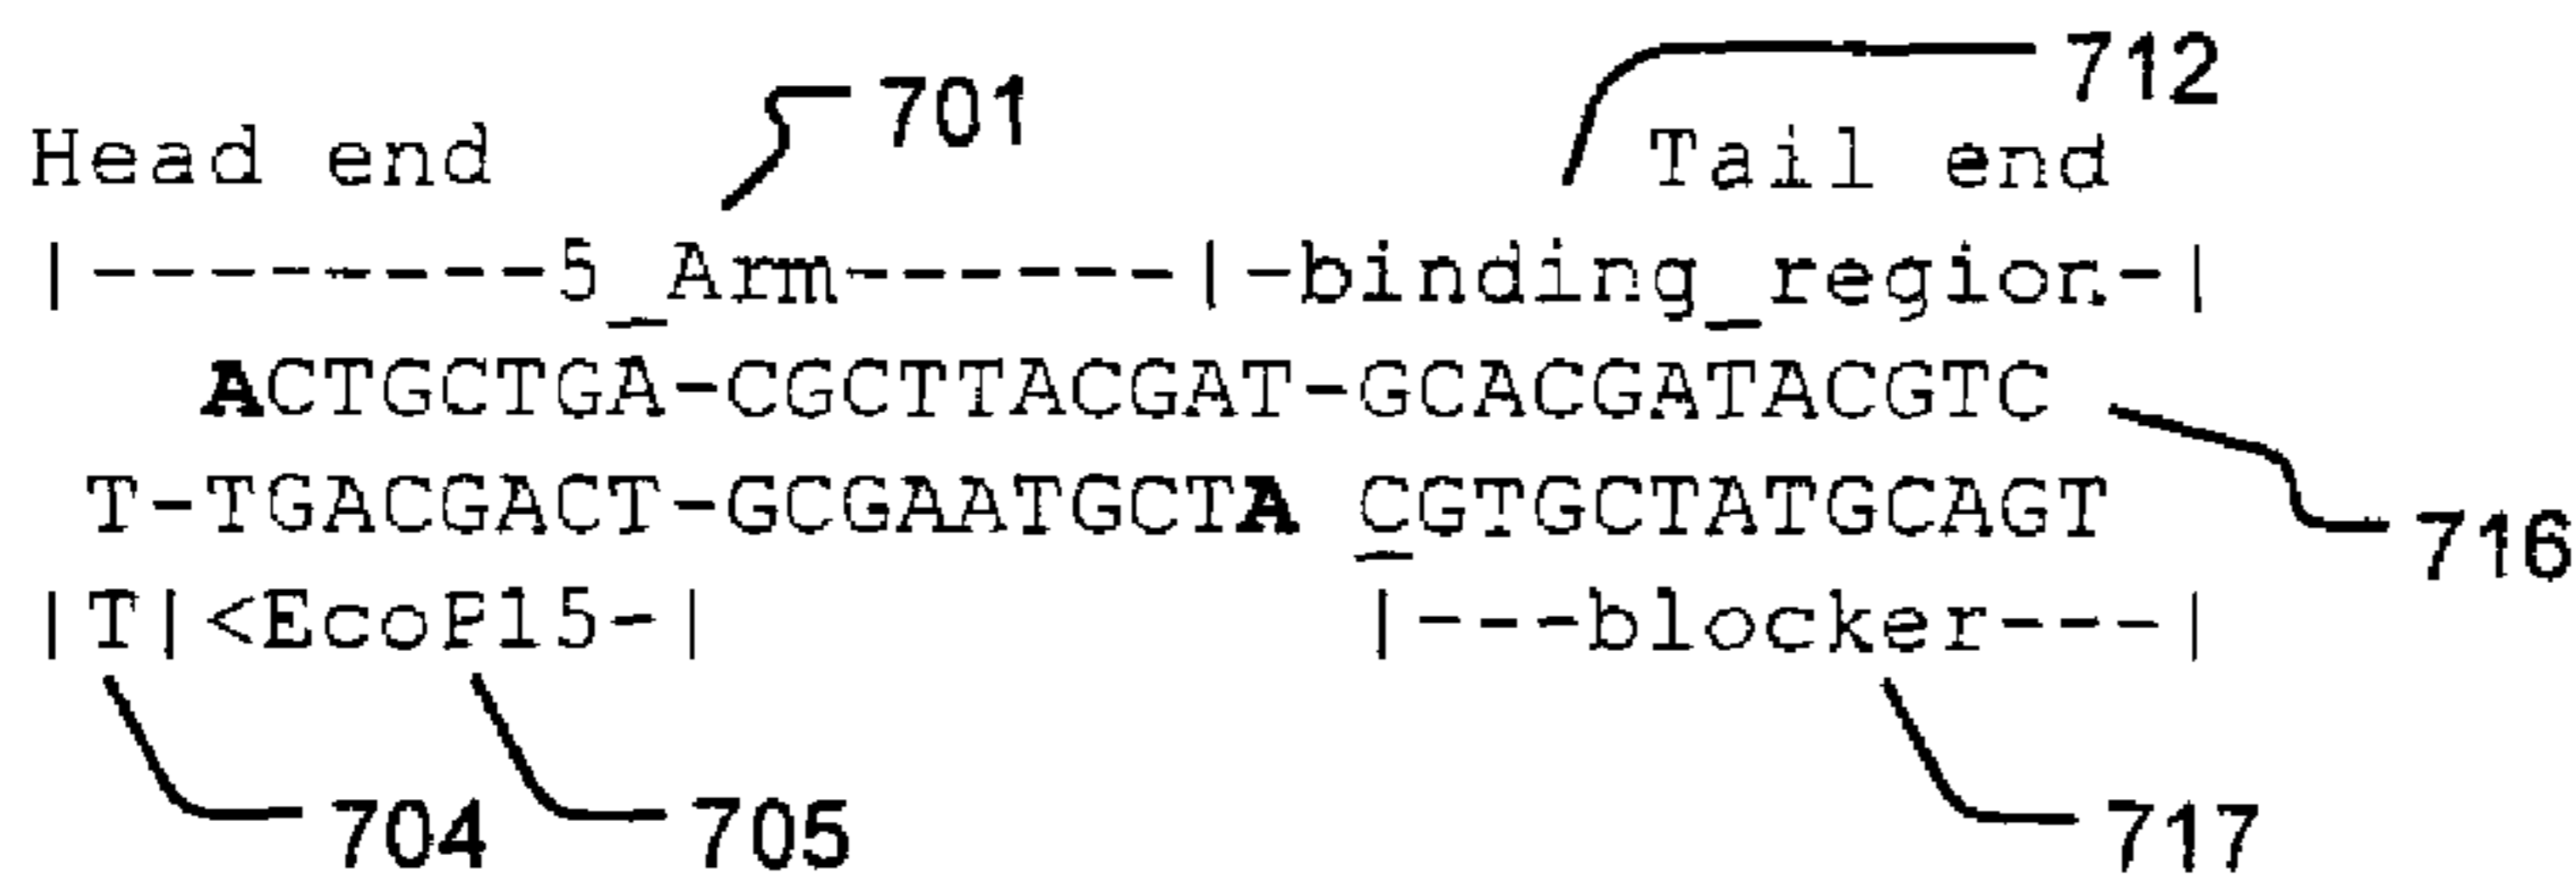 701
712
Head end Tail end
|---------5_Arm-------|-binding_region-|
ACTGCTGA-CGCTTACGAT-GCACGATACGTC
T-TGACGACT-GCGAATGCTA CGTGCTATGCAGT
716
|T|<EcoP15-| |---blocker---|
704
705
717